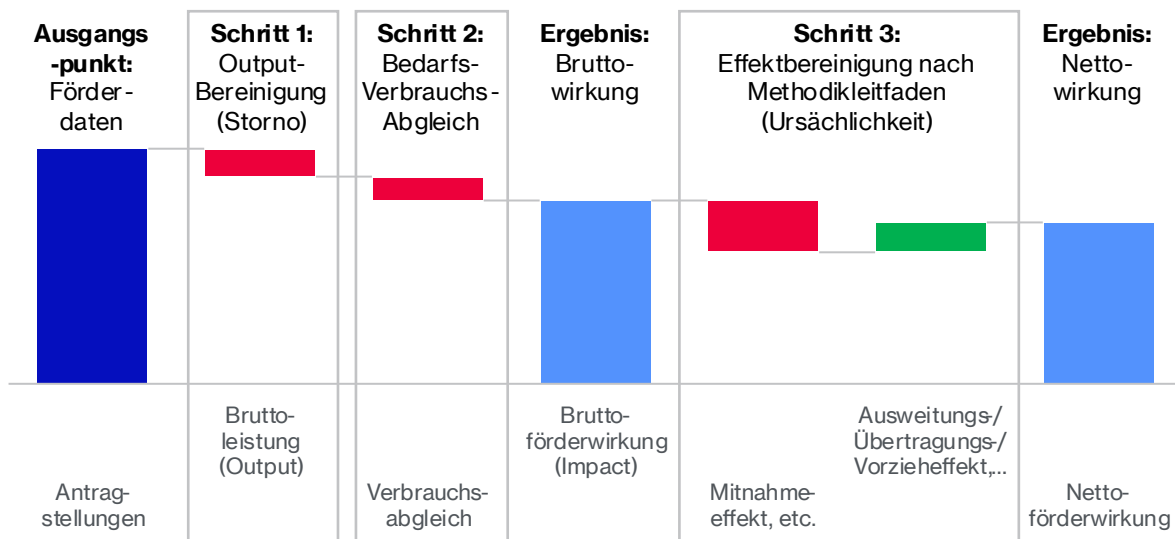 Ausgangs
-punkt:
Förder-
daten
Schritt 1:
Output-
Bereinigung
(Storno)
Schritt 2:
Bedarfs-
Verbrauchs-
Abgleich
Ergebnis:
Brutto-
wirkung
Schritt 3:
Effektbereinigung nach
Methodikleitfaden
(Ursächlichkeit)
Ergebnis:
Netto-
wirkung
Antrag-
stellungen
Brutto-
leistung
(Output)
Verbrauchs-
abgleich
Brutto-
förderwirkung
(Impact)
Mitnahme-
effekt, etc.
Ausweitungs-/
Übertragungs-/
Vorzieheffekt,...
Netto-
förderwirkung